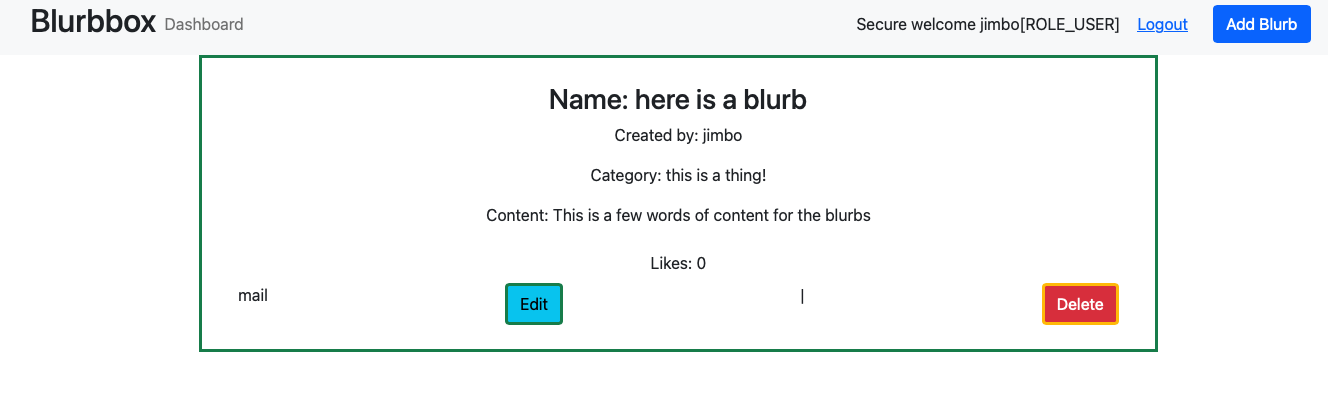 Blurbbox Dashboard Secure welcome jimbo[ROLE_USER] Logout Add Blurb
Name: here is a blurb
Created by: jimbo
Category: this is a thing!
Content: This is a few words of content for the blurbs
Likes: 0
mail Edit | Delete